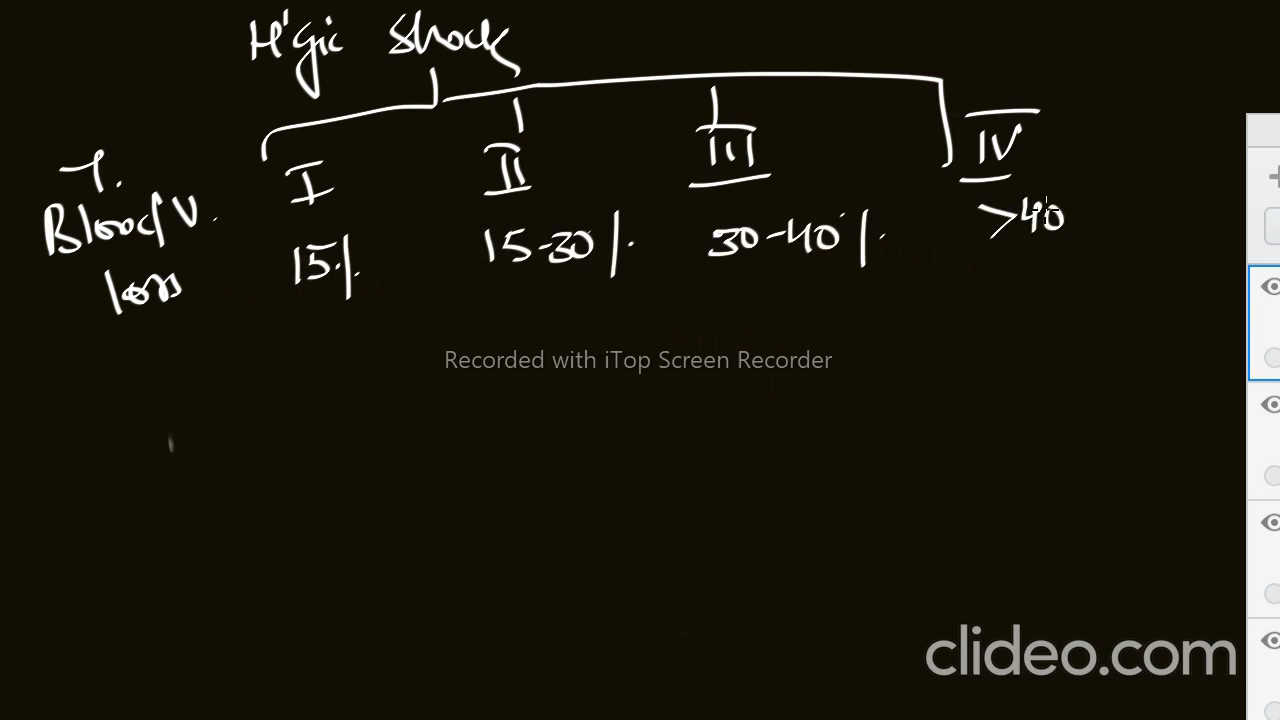 H'gic Shock
I II III IV
%. Blood V. loss
15% 15-30% 30-40% >40
Recorded with iTop Screen Recorder
clideo.com